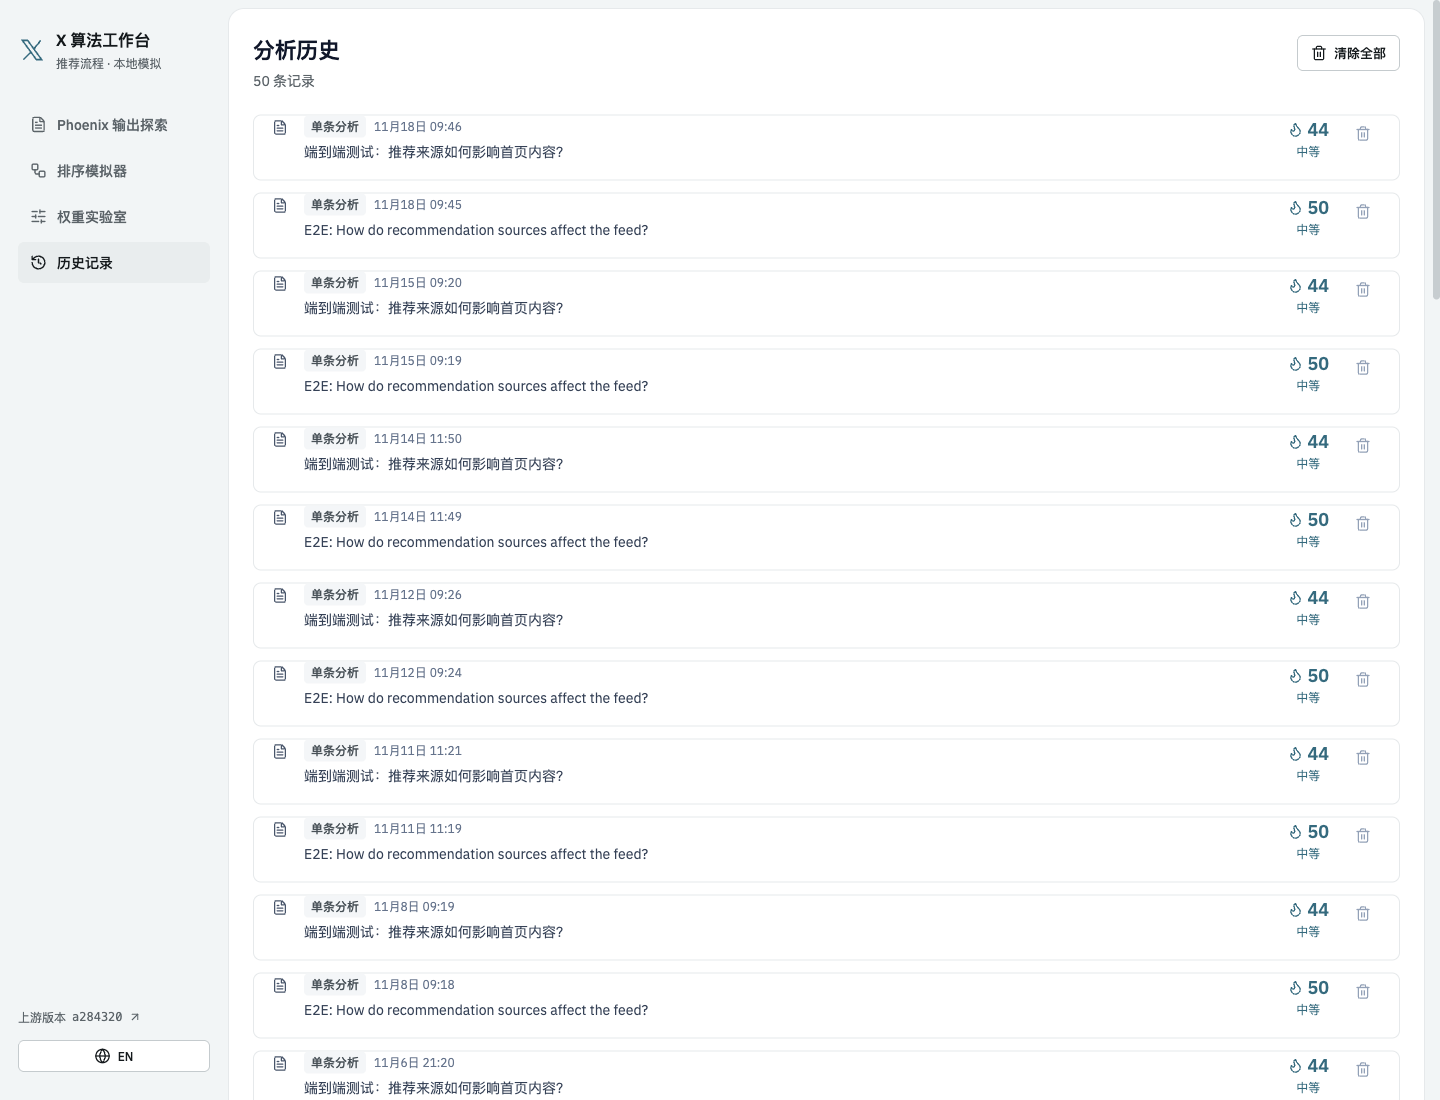 X 算法工作台
推荐流程 · 本地模拟
Phoenix 输出探索
排序模拟器
权重实验室
历史记录
上游版本 a284320
EN
分析历史
50 条记录
清除全部
单条分析 11月18日 09:46
端到端测试：推荐来源如何影响首页内容？
44
中等
单条分析 11月18日 09:45
E2E: How do recommendation sources affect the feed?
50
中等
单条分析 11月15日 09:20
端到端测试：推荐来源如何影响首页内容？
44
中等
单条分析 11月15日 09:19
E2E: How do recommendation sources affect the feed?
50
中等
单条分析 11月14日 11:50
端到端测试：推荐来源如何影响首页内容？
44
中等
单条分析 11月14日 11:49
E2E: How do recommendation sources affect the feed?
50
中等
单条分析 11月12日 09:26
端到端测试：推荐来源如何影响首页内容？
44
中等
单条分析 11月12日 09:24
E2E: How do recommendation sources affect the feed?
50
中等
单条分析 11月11日 11:21
端到端测试：推荐来源如何影响首页内容？
44
中等
单条分析 11月11日 11:19
E2E: How do recommendation sources affect the feed?
50
中等
单条分析 11月8日 09:19
端到端测试：推荐来源如何影响首页内容？
44
中等
单条分析 11月8日 09:18
E2E: How do recommendation sources affect the feed?
50
中等
单条分析 11月6日 21:20
端到端测试：推荐来源如何影响首页内容？
44
中等